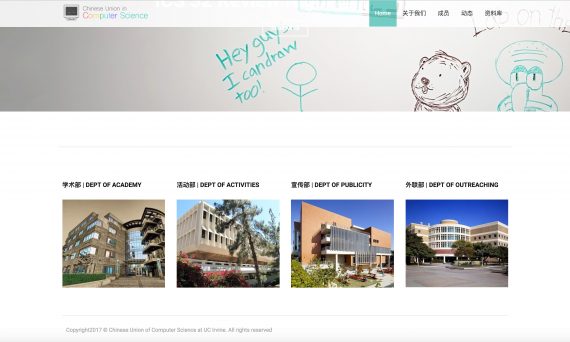 Chinese Union in
Computer Science
Home 关于我们 成员 动态 资料库
Hey guys
I can draw
too!
学术部 | DEPT OF ACADEMY
活动部 | DEPT OF ACTIVITIES
宣传部 | DEPT OF PUBLICITY
外联部 | DEPT OF OUTREACHING
Copyright2017 © Chinese Union of Computer Science at UC Irvine. All rights reserved